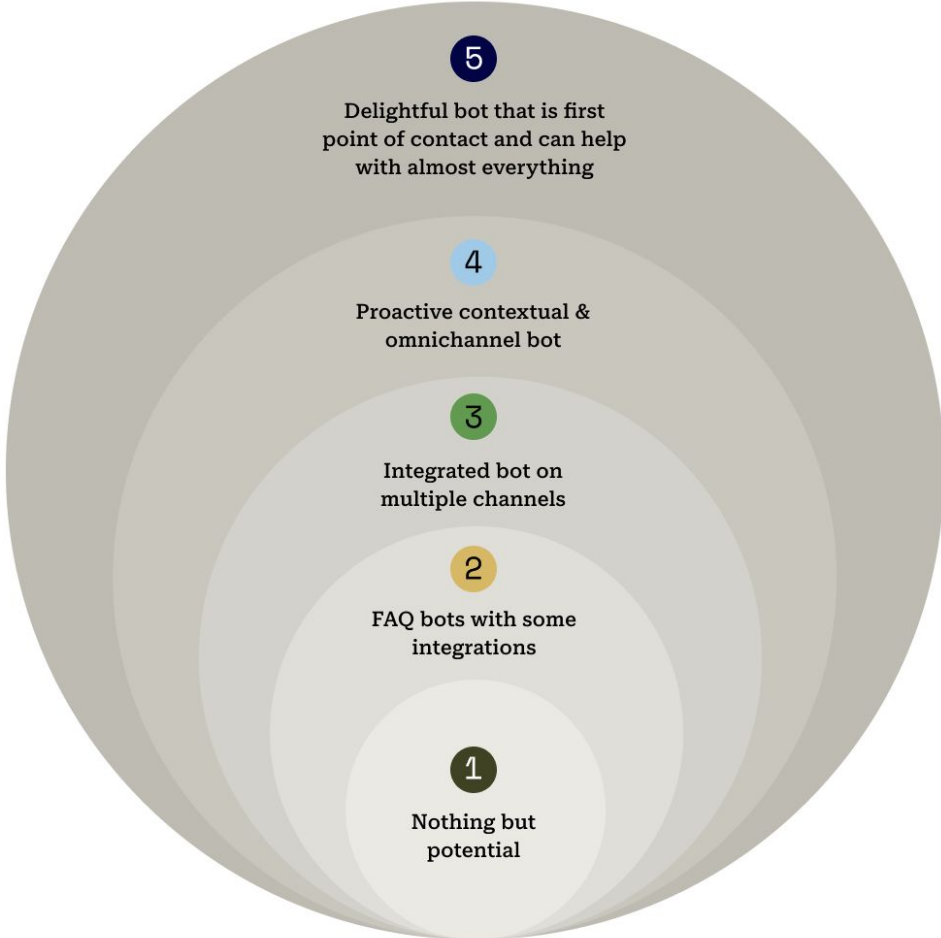 5
Delightful bot that is first
point of contact and can help
with almost everything
4
Proactive contextual &
omnichannel bot
3
Integrated bot on
multiple channels
2
FAQ bots with some
integrations
1
Nothing but
potential